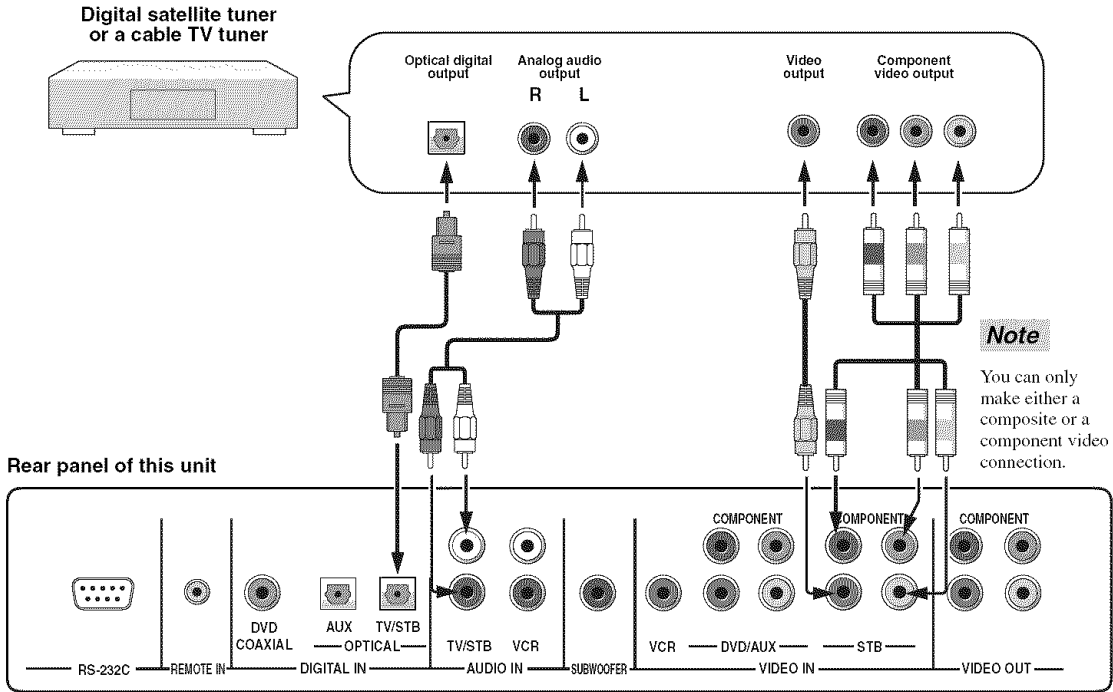 Digital satellite tuner
or a cable TV tuner
Optical digital
output
Analog audio
output
R L
Video
output
Component
video output
Note
You can only
make either a
composite or a
component video
connection.
Rear panel of this unit
COMPONENT
COMPONENT
COMPONENT
DVD
COAXIAL
AUX TV/STB
OPTICAL
TV/STB VCR
VCR DVD/AUX STB
RS-232C REMOTE IN DIGITAL IN AUDIO IN SUBWOOFER VIDEO IN VIDEO OUT